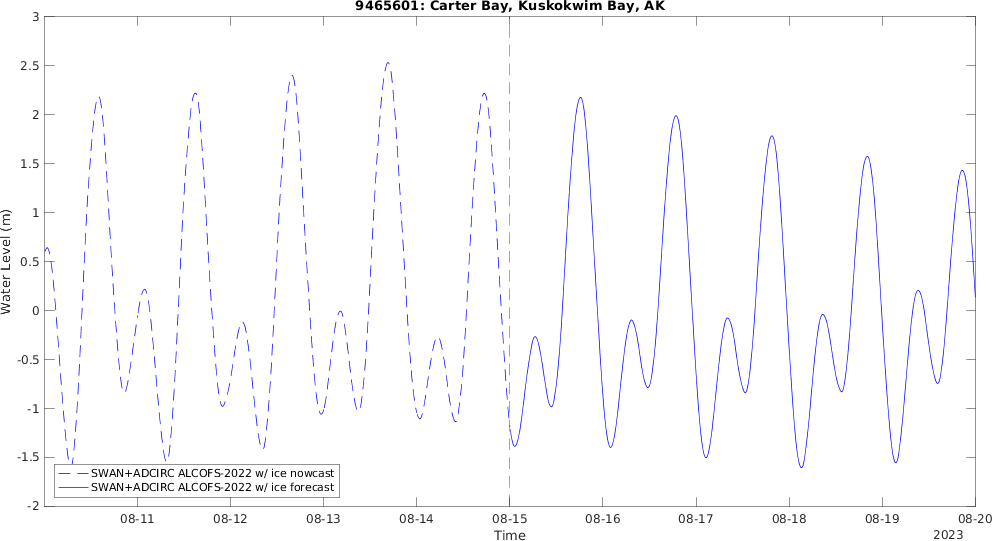 9465601: Carter Bay, Kuskokwim Bay, AK
3
2.5
2
1.5
1
0.5
0
-0.5
-1
-1.5
-2
Water Level (m)
SWAN+ADCIRC ALCOFS-2022 w/ ice nowcast
SWAN+ADCIRC ALCOFS-2022 w/ ice forecast
08-11 08-12 08-13 08-14 08-15 08-16 08-17 08-18 08-19 08-20
Time
2023